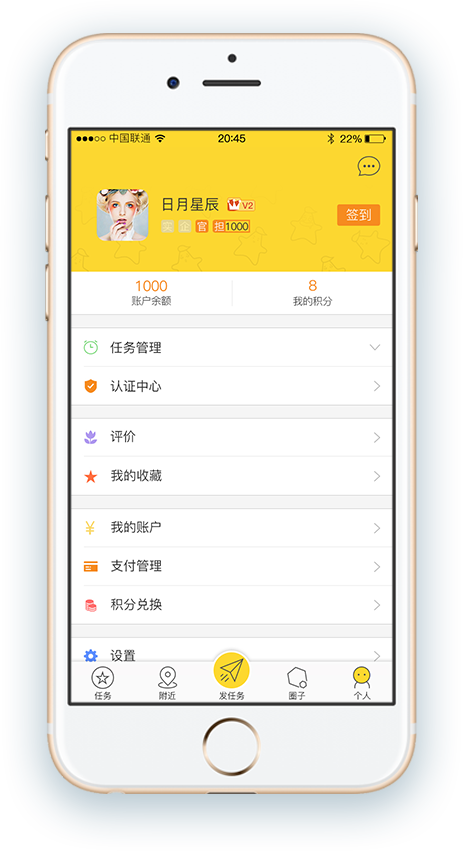 中国联通 20:45 22%
日月星辰 V2
实 企 官 担1000
签到
1000 8
账户余额 我的积分
任务管理
认证中心
评价
我的收藏
¥ 我的账户
支付管理
积分兑换
设置
任务 附近 发任务 圈子 个人